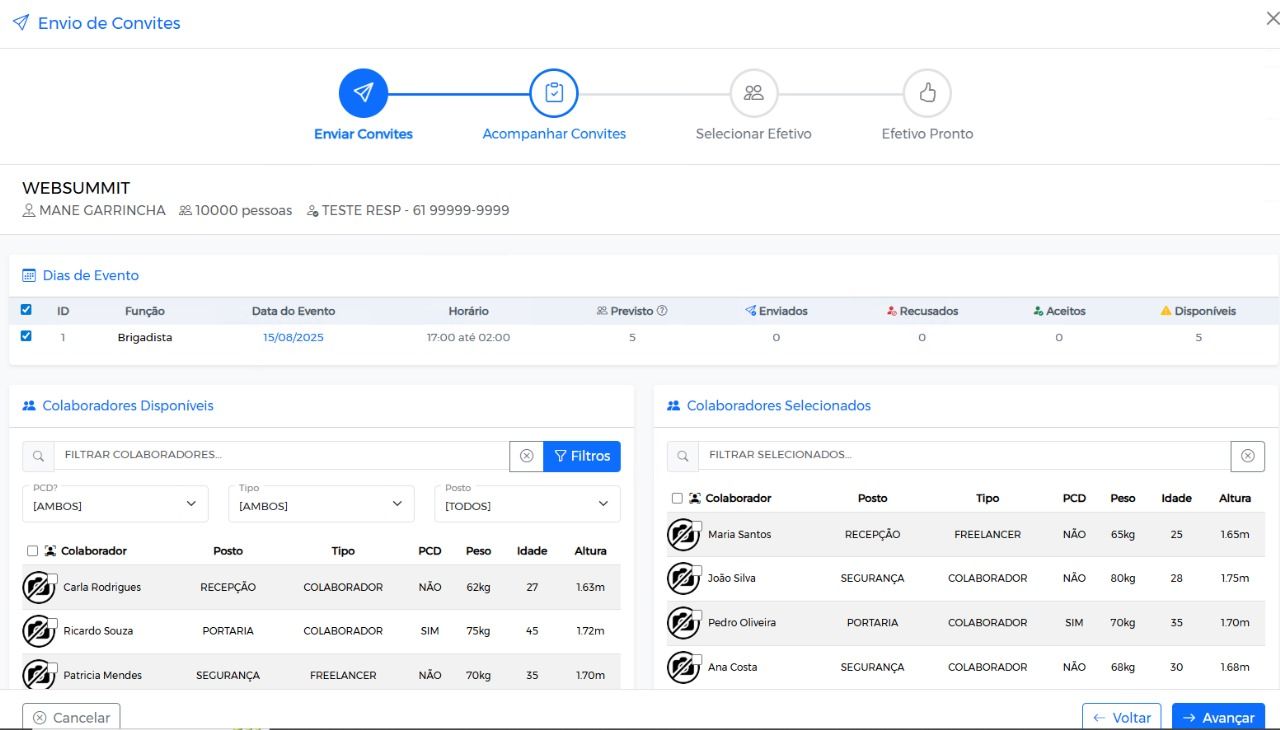 Envio de Convites
Enviar Convites
Acompanhar Convites
Selecionar Efetivo
Efetivo Pronto
WEBSUMMIT
MANE GARRINCHA 10000 pessoas TESTE RESP - 61 99999-9999
Dias de Evento
ID Função Data do Evento Horário Previsto Enviados Recusados Aceitos Disponíveis
1 Brigadista 15/08/2025 17:00 até 02:00 5 0 0 0 5
Colaboradores Disponíveis
FILTRAR COLABORADORES... Filtros
PCD? Tipo Posto
[AMBOS] [AMBOS] [TODOS]
Colaborador Posto Tipo PCD Peso Idade Altura
Carla Rodrigues RECEPÇÃO COLABORADOR NÃO 62kg 27 1.63m
Ricardo Souza PORTARIA COLABORADOR SIM 75kg 45 1.72m
Patricia Mendes SEGURANÇA FREELANCER NÃO 70kg 35 1.70m
Colaboradores Selecionados
FILTRAR SELECIONADOS...
Colaborador Posto Tipo PCD Peso Idade Altura
Maria Santos RECEPÇÃO FREELANCER NÃO 65kg 25 1.65m
João Silva SEGURANÇA COLABORADOR NÃO 80kg 28 1.75m
Pedro Oliveira PORTARIA COLABORADOR SIM 70kg 35 1.70m
Ana Costa SEGURANÇA COLABORADOR NÃO 68kg 30 1.68m
Cancelar
Voltar
Avançar